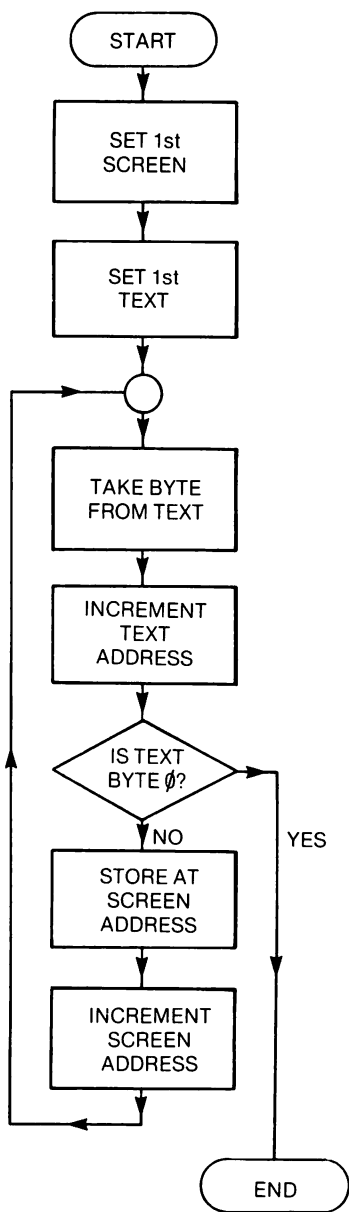 START
SET 1st
SCREEN
SET 1st
TEXT
TAKE BYTE
FROM TEXT
INCREMENT
TEXT
ADDRESS
IS TEXT
BYTE 0̸?
NO
YES
STORE AT
SCREEN
ADDRESS
INCREMENT
SCREEN
ADDRESS
END